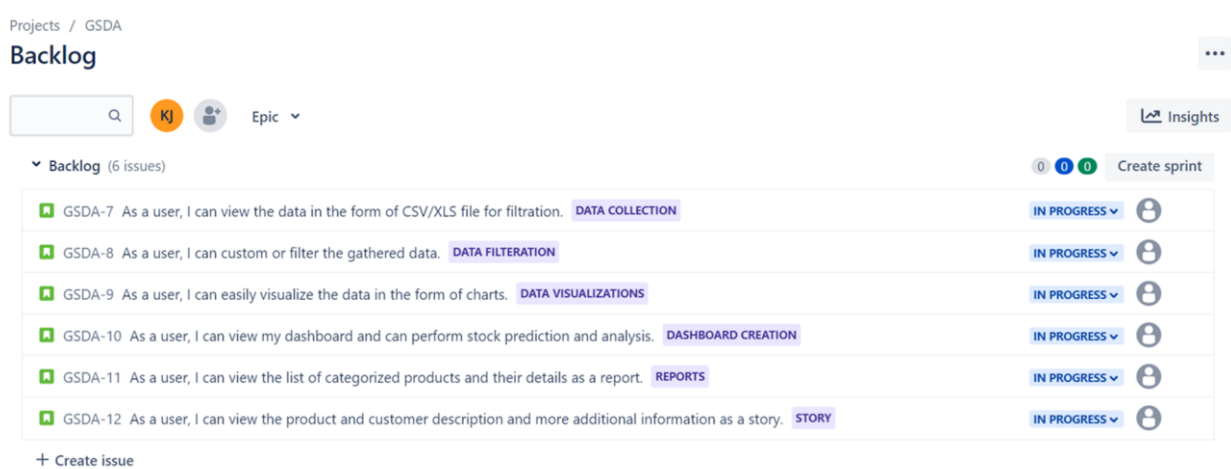 Projects / GSDA
Backlog
KJ Epic Insights
Backlog (6 issues) 0 0 0 Create sprint
GSDA-7 As a user, I can view the data in the form of CSV/XLS file for filtration. DATA COLLECTION IN PROGRESS
GSDA-8 As a user, I can custom or filter the gathered data. DATA FILTERATION IN PROGRESS
GSDA-9 As a user, I can easily visualize the data in the form of charts. DATA VISUALIZATIONS IN PROGRESS
GSDA-10 As a user, I can view my dashboard and can perform stock prediction and analysis. DASHBOARD CREATION IN PROGRESS
GSDA-11 As a user, I can view the list of categorized products and their details as a report. REPORTS IN PROGRESS
GSDA-12 As a user, I can view the product and customer description and more additional information as a story. STORY IN PROGRESS
+ Create issue